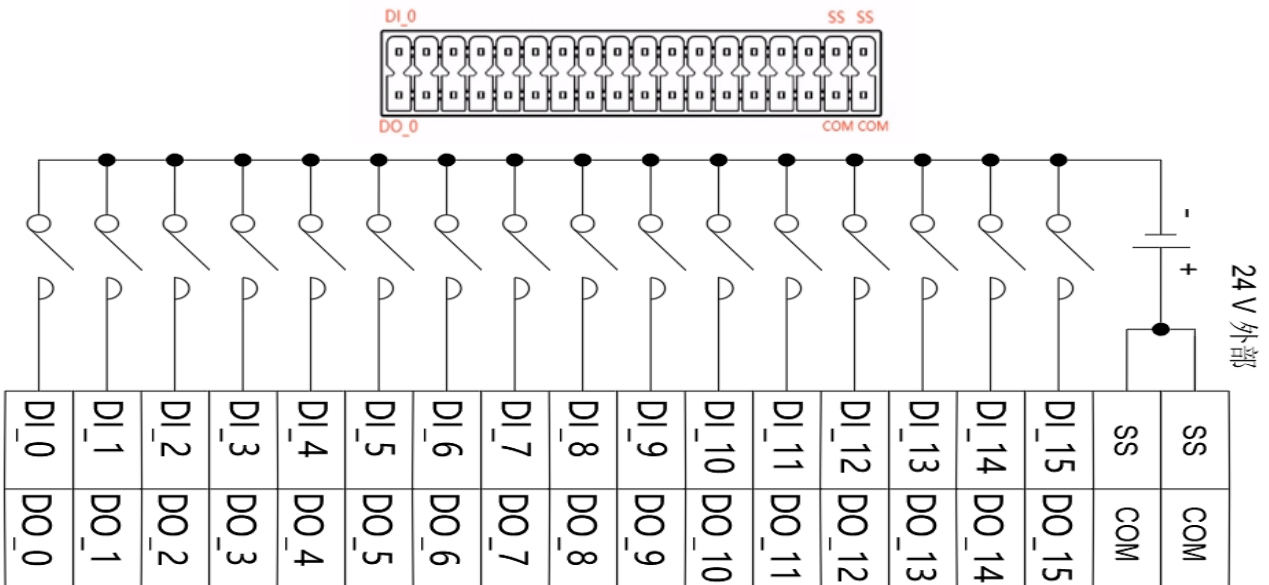 DI_0 SS SS
DO_0 COM COM
-
+
24 V 外部
DI_0 DI_1 DI_2 DI_3 DI_4 DI_5 DI_6 DI_7 DI_8 DI_9 DI_10 DI_11 DI_12 DI_13 DI_14 DI_15 SS SS
DO_0 DO_1 DO_2 DO_3 DO_4 DO_5 DO_6 DO_7 DO_8 DO_9 DO_10 DO_11 DO_12 DO_13 DO_14 DO_15 COM COM